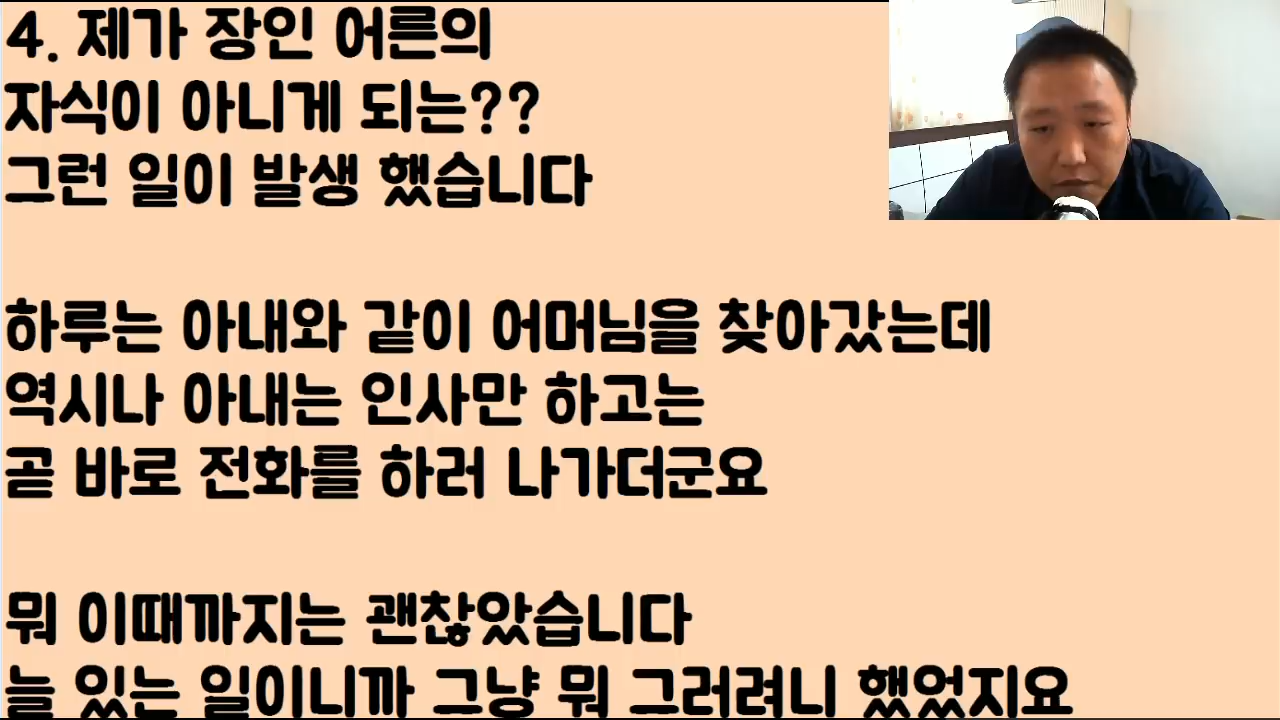 4. 제가 장인 어른의
자식이 아니게 되는??
그런 일이 발생 했습니다
하루는 아내와 같이 어머님을 찾아갔는데
역시나 아내는 인사만 하고는
곧 바로 전화를 하러 나가더군요
뭐 이때까지는 괜찮았습니다
늘 있는 일이니까 그냥 뭐 그러려니 했었지요